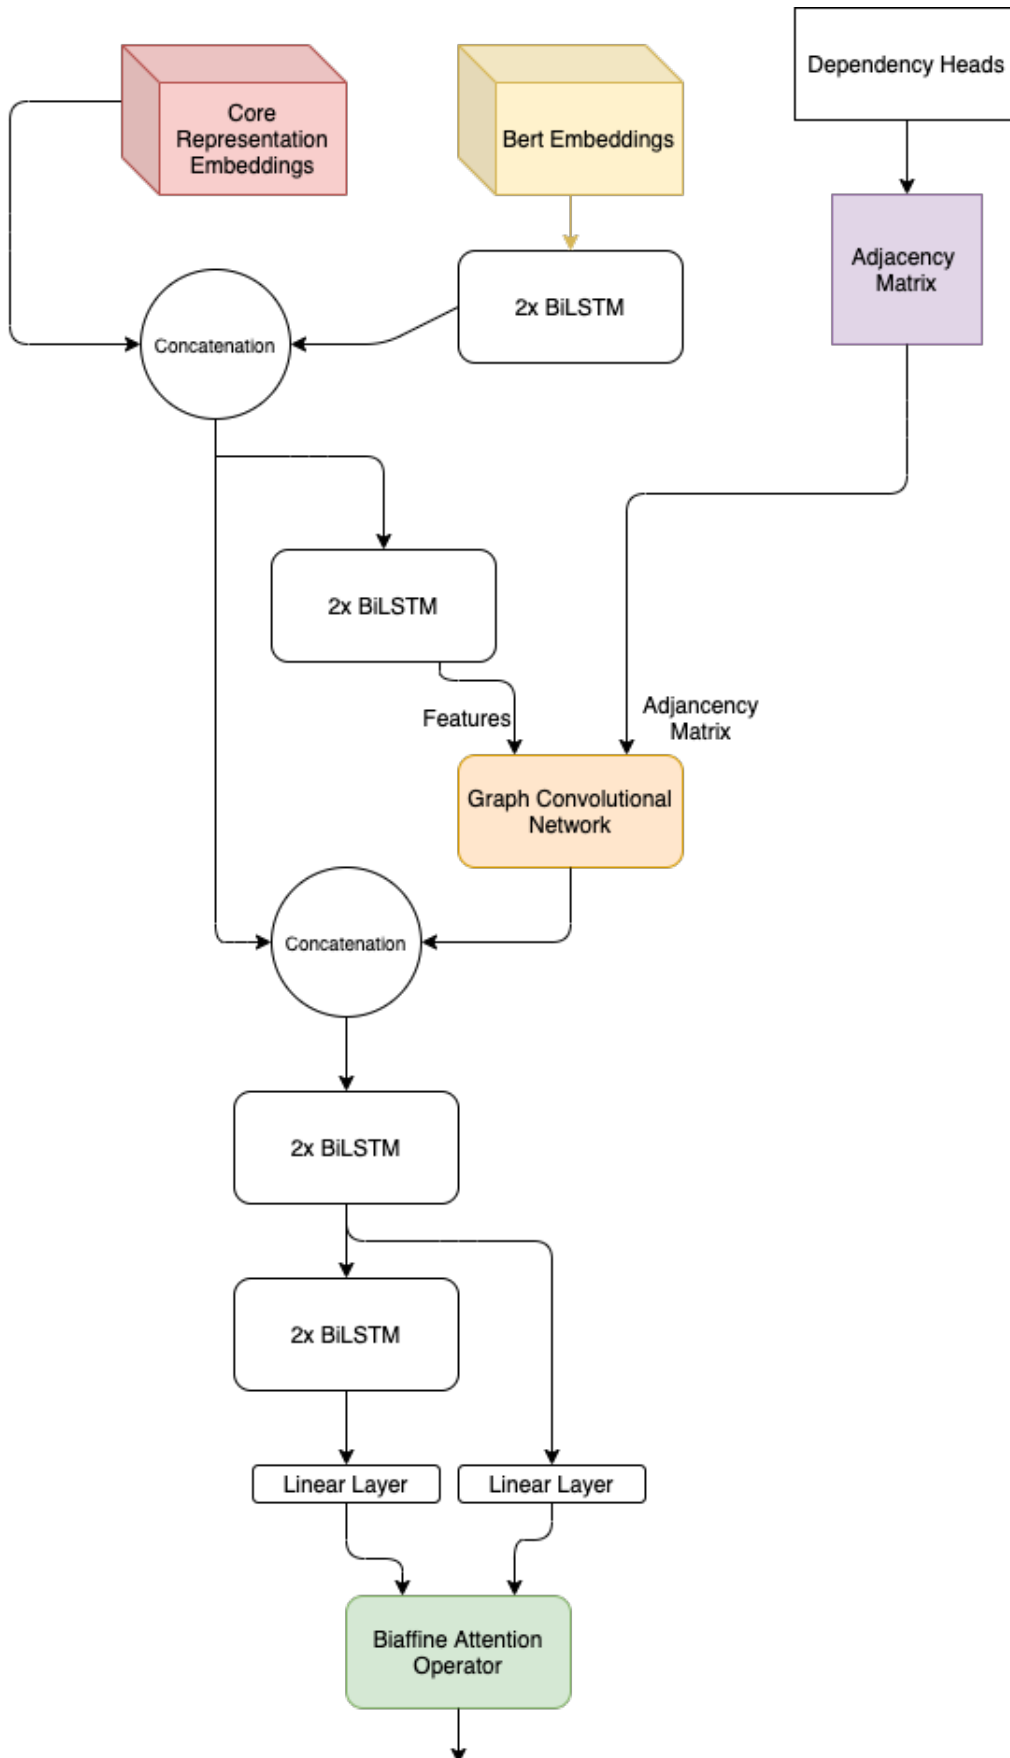 Dependency Heads
Core
Representation
Embeddings
Bert Embeddings
Adjacency
Matrix
2x BiLSTM
Concatenation
2x BiLSTM
Features
Adjancency
Matrix
Graph Convolutional
Network
Concatenation
2x BiLSTM
2x BiLSTM
Linear Layer
Linear Layer
Biaffine Attention
Operator